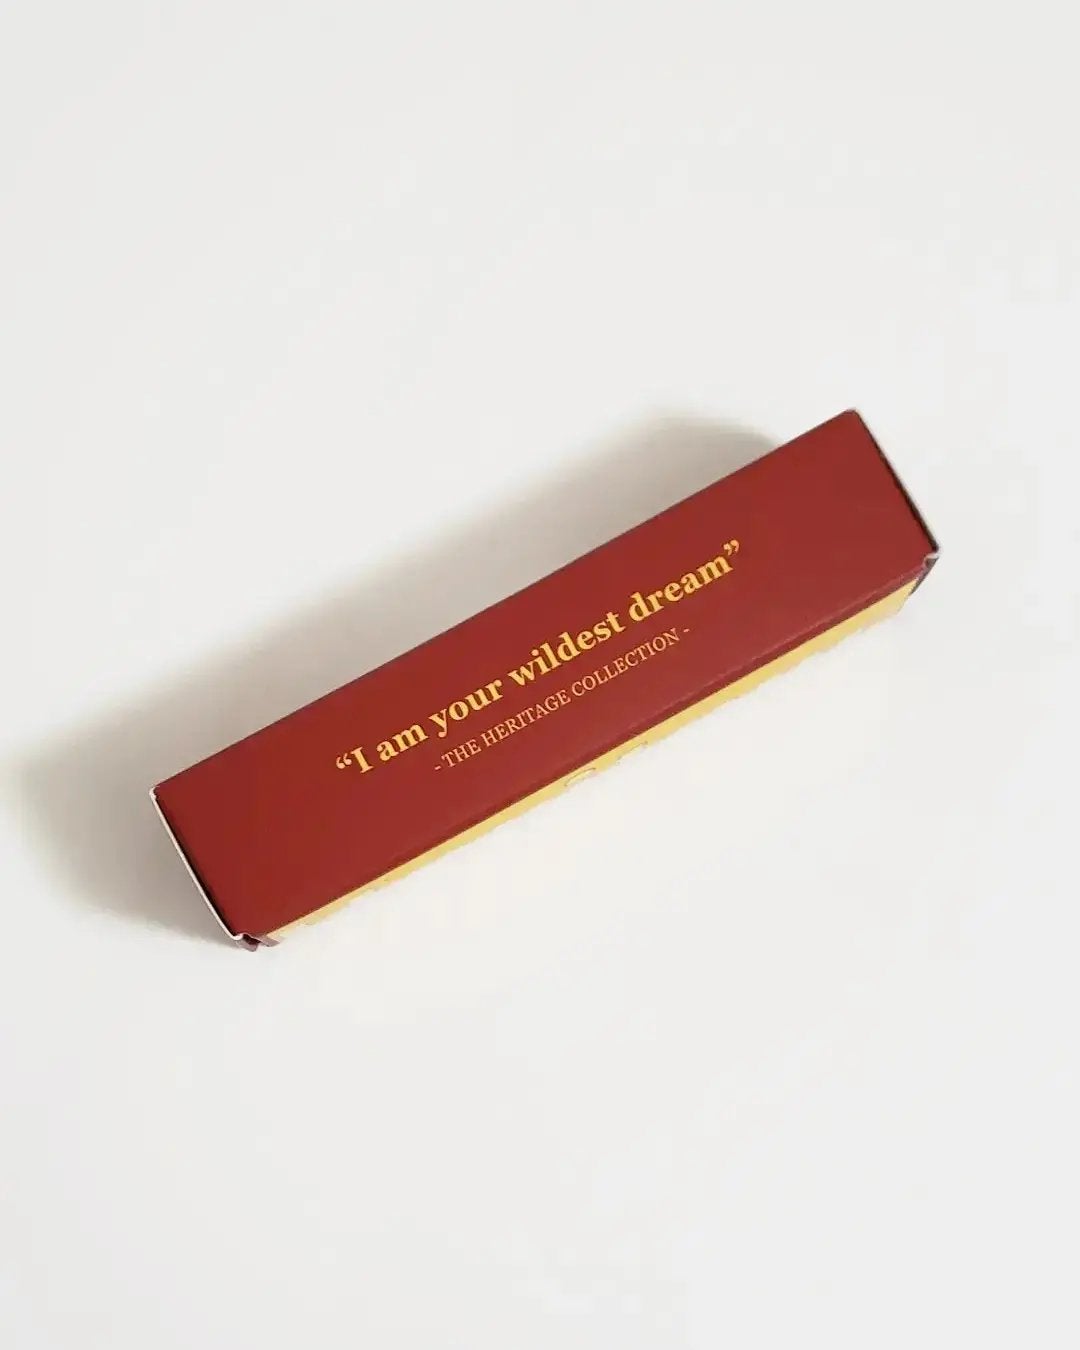 “I am your wildest dream”
- THE HERITAGE COLLECTION -